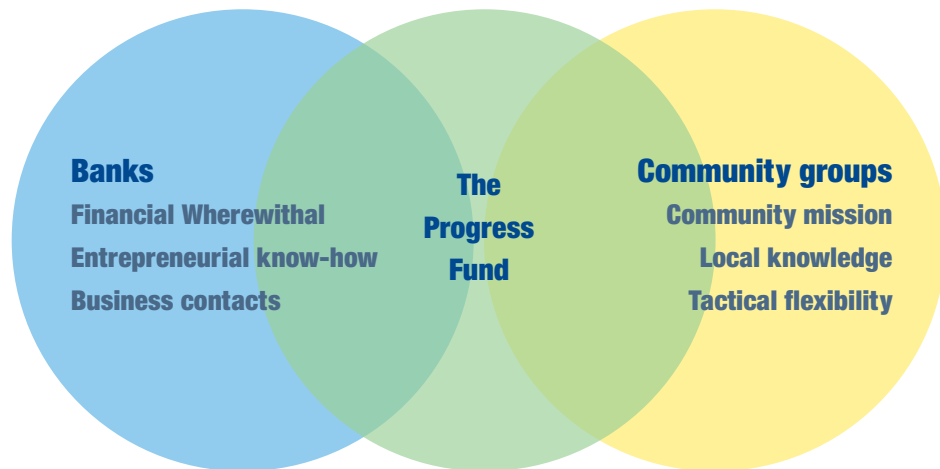 Banks
Financial Wherewithal
Entrepreneurial know-how
Business contacts
The
Progress
Fund
Community groups
Community mission
Local knowledge
Tactical flexibility